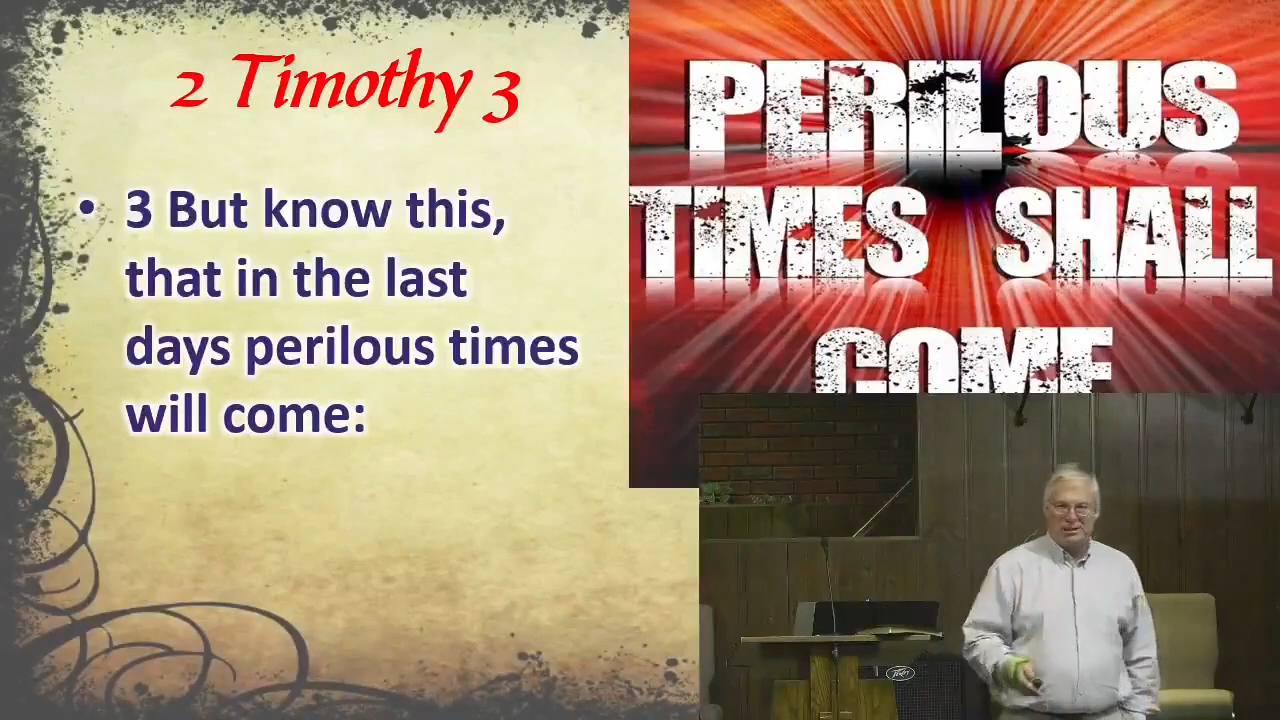 2 Timothy 3
• 3 But know this,
that in the last
days perilous times
will come:
PERILOUS
TIMES SHALL
COME
PEAVEY